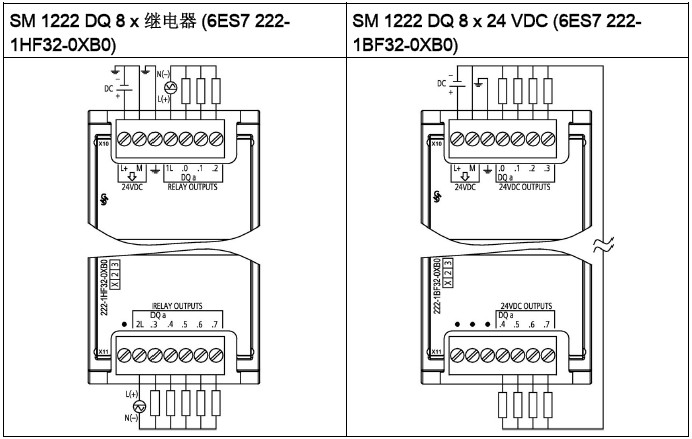 SM 1222 DQ 8 x 继电器 (6ES7 222-
1HF32-0XB0)
N(–)
DC
–
+
L(+)
X10
L+ M 1L .0 .1 .2
DQ a
24VDC RELAY OUTPUTS
222-1HF32-0XB0
X 2 3
RELAY OUTPUTS
DQ a
2L .3 .4 .5 .6 .7
X11
L(+)
N(–)
SM 1222 DQ 8 x 24 VDC (6ES7 222-
1BF32-0XB0)
–
DC
+
X10
L+ M .0 .1 .2 .3
DQ a
24VDC 24VDC OUTPUTS
222-1BF32-0XB0
X 2 3
24VDC OUTPUTS
DQ a
.4 .5 .6 .7
X11